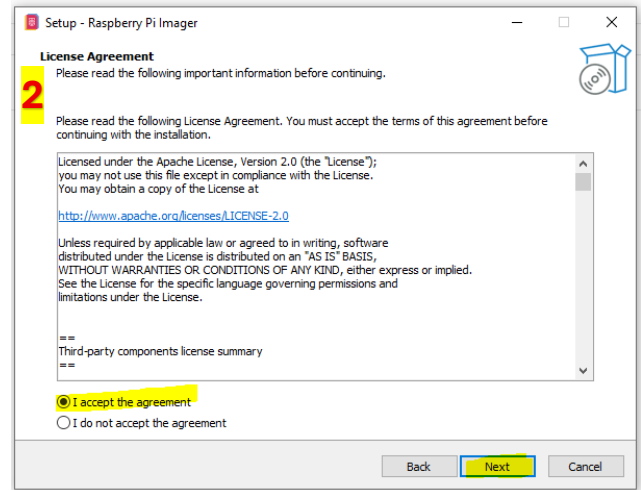 Setup - Raspberry Pi Imager
License Agreement
Please read the following important information before continuing.
2
Please read the following License Agreement. You must accept the terms of this agreement before
continuing with the installation.
Licensed under the Apache License, Version 2.0 (the "License");
you may not use this file except in compliance with the License.
You may obtain a copy of the License at
http://www.apache.org/licenses/LICENSE-2.0
Unless required by applicable law or agreed to in writing, software
distributed under the License is distributed on an "AS IS" BASIS,
WITHOUT WARRANTIES OR CONDITIONS OF ANY KIND, either express or implied.
See the License for the specific language governing permissions and
limitations under the License.
==
Third-party components license summary
==
I accept the agreement
I do not accept the agreement
Back Next Cancel